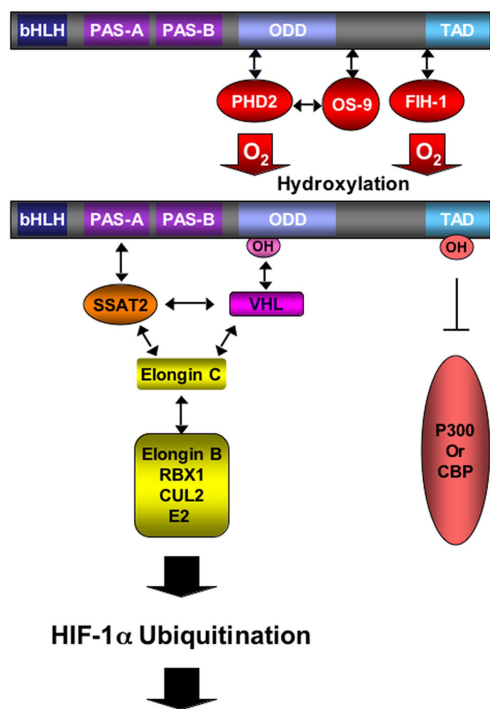 bHLH PAS-A PAS-B ODD TAD
PHD2 OS-9 FIH-1
O2 O2
Hydroxylation
bHLH PAS-A PAS-B ODD TAD
OH OH
SSAT2 VHL
Elongin C
Elongin B
RBX1
CUL2
E2
P300
Or
CBP
HIF-1α Ubiquitination